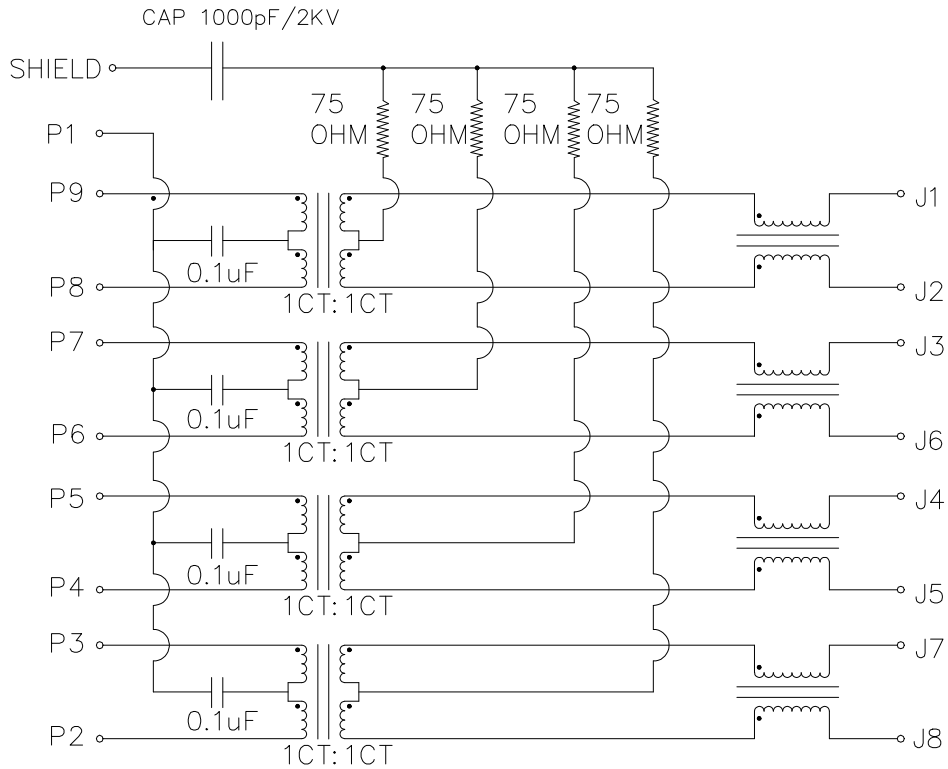 CAP 1000pF/2KV
SHIELD
75 OHM
75 OHM
75 OHM
75 OHM
P1
P9
J1
0.1uF
P8
1CT:1CT
J2
P7
J3
0.1uF
P6
1CT:1CT
J6
P5
J4
0.1uF
P4
1CT:1CT
J5
P3
J7
0.1uF
P2
1CT:1CT
J8